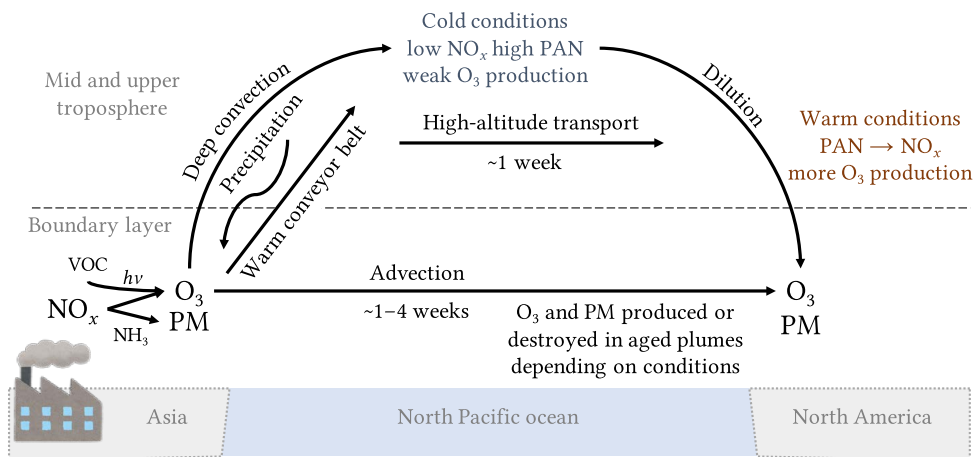 Cold conditions
low NOₓ high PAN
weak O₃ production
Mid and upper
troposphere
Deep convection
Precipitation
Warm conveyor belt
High-altitude transport
~1 week
Dilution
Warm conditions
PAN → NOₓ
more O₃ production
Boundary layer
VOC
hν
NOₓ
NH₃
O₃
PM
Advection
~1–4 weeks
O₃ and PM produced or
destroyed in aged plumes
depending on conditions
O₃
PM
Asia
North Pacific ocean
North America